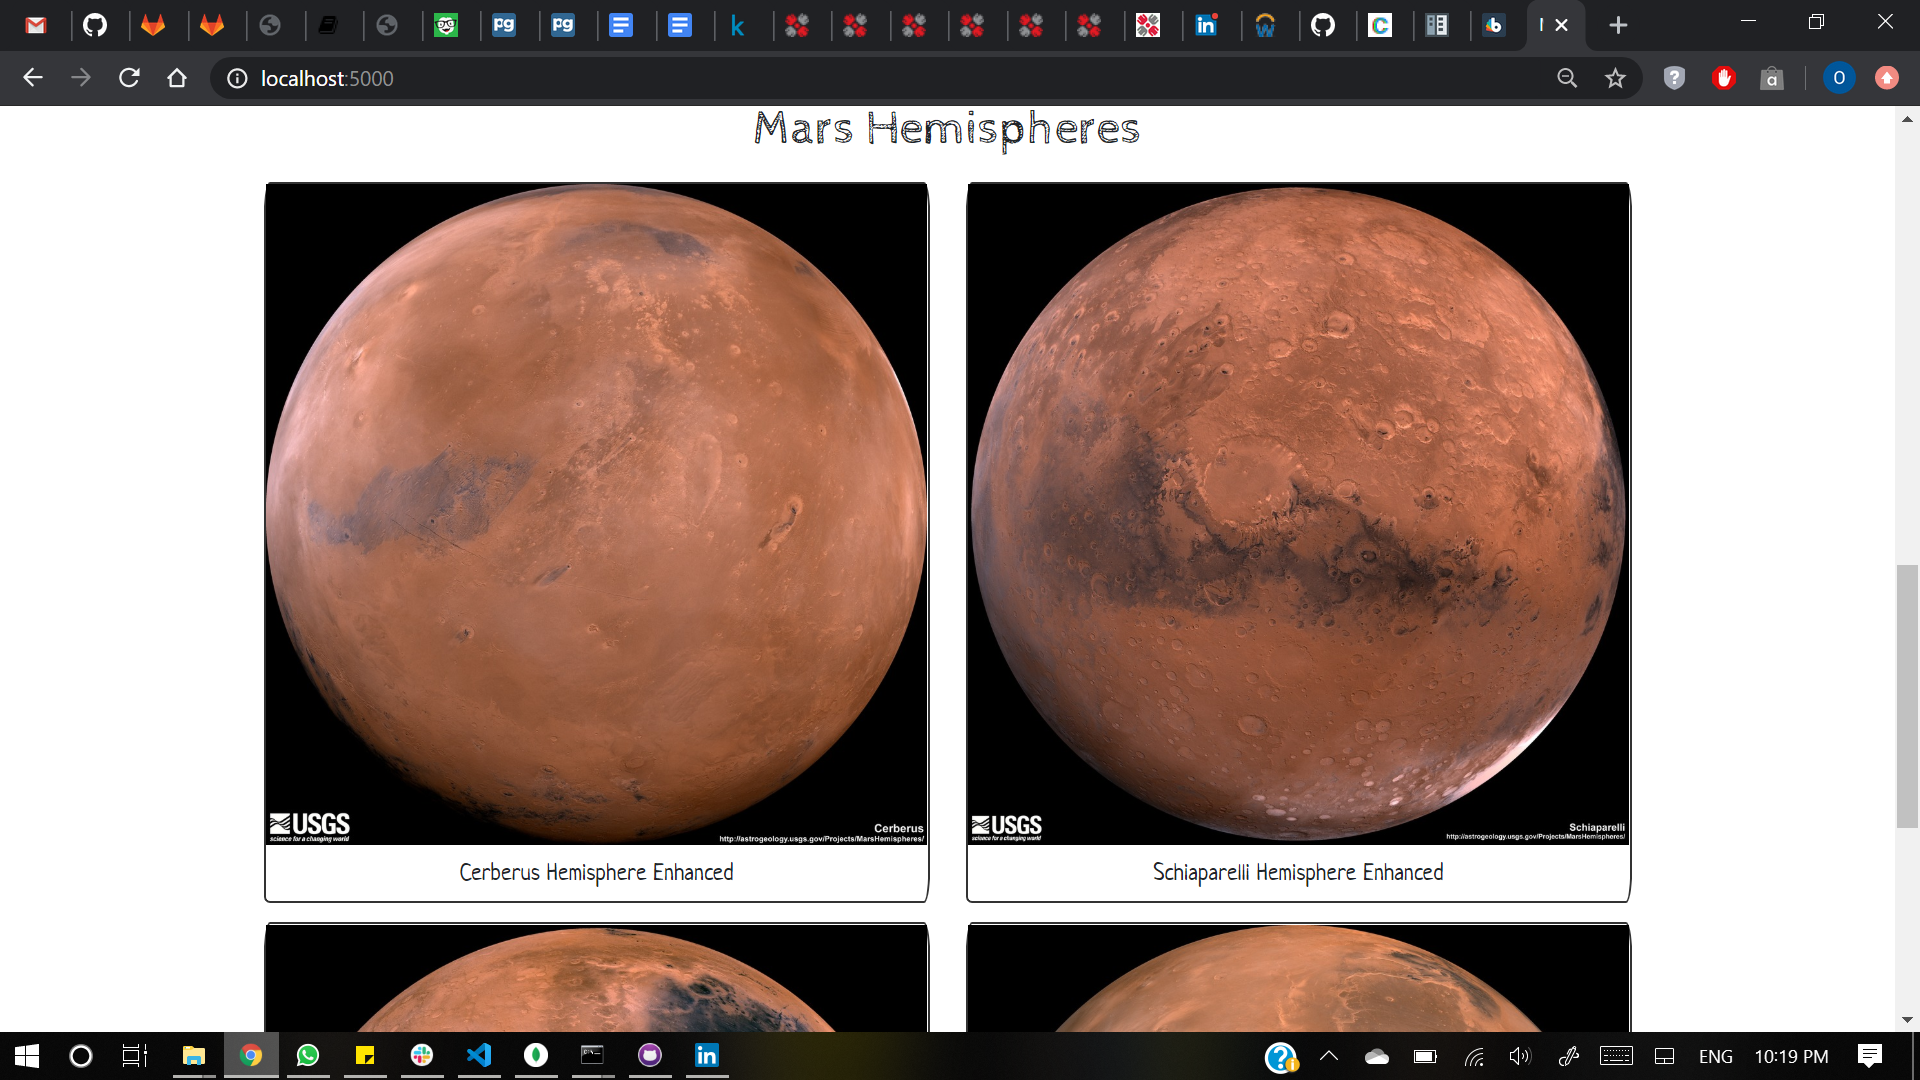 localhost:5000
Mars Hemispheres
USGS
science for a changing world
Cerberus
http://astrogeology.usgs.gov/Projects/MarsHemispheres/
USGS
science for a changing world
Schiaparelli
http://astrogeology.usgs.gov/Projects/MarsHemispheres/
Cerberus Hemisphere Enhanced
Schiaparelli Hemisphere Enhanced
ENG
10:19 PM